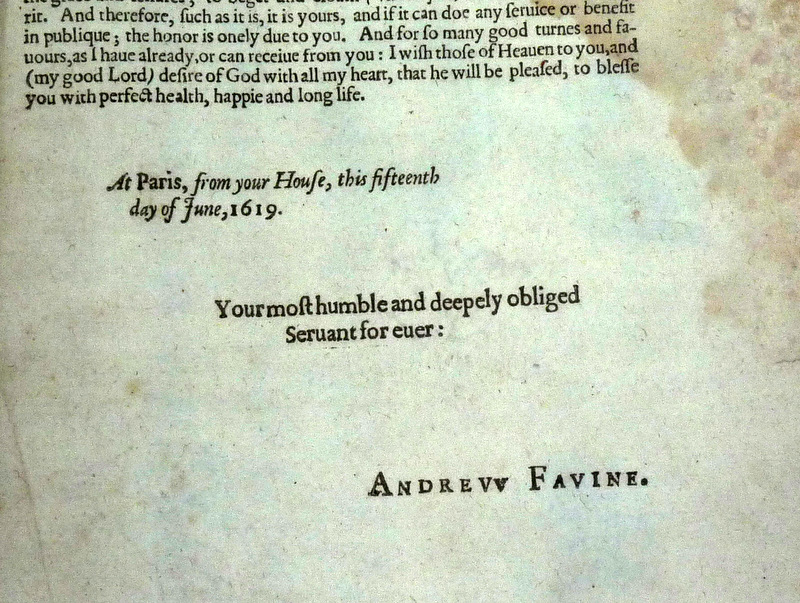 rit. And therefore, ſuch as it is, it is yours, and if it can doe any ſeruice or benefit
in publique; the honor is onely due to you. And for ſo many good turnes and fa-
uours, as I haue already, or can receiue from you: I wiſh thoſe of Heauen to you, and
(my good Lord) deſire of God with all my heart, that he will be pleaſed, to bleſſe
you with perfect health, happie and long life.
At Paris, from your Houſe, this fifteenth
day of June, 1619.
Your moſt humble and deepely obliged
Seruant for euer:
ANDREVV FAVINE.